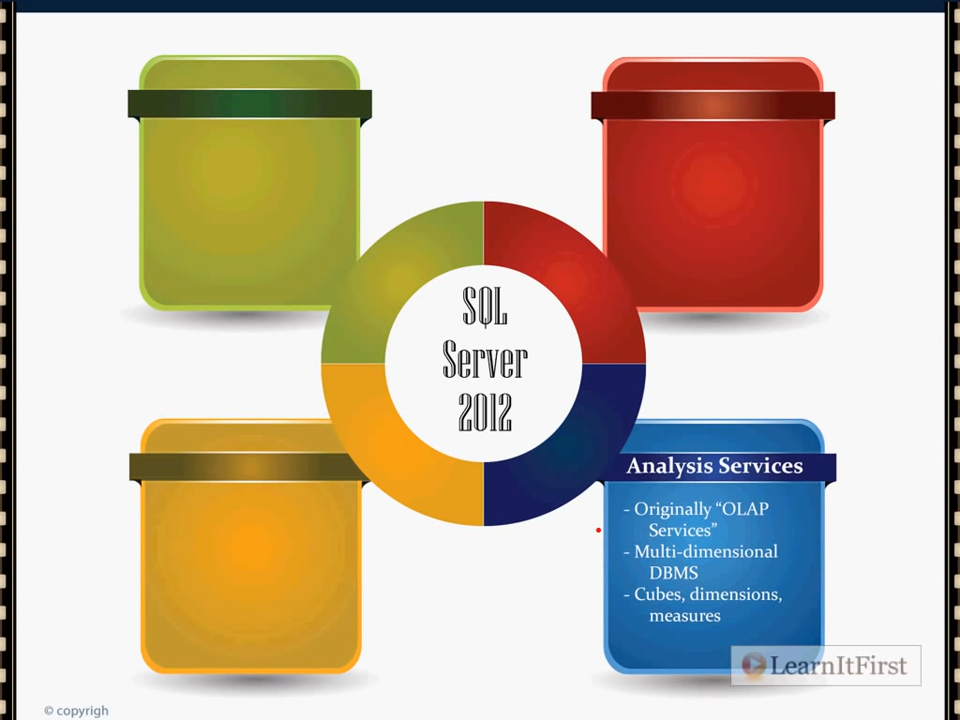 SQL
Server
2012
Analysis Services
- Originally “OLAP
Services”
- Multi-dimensional
DBMS
- Cubes, dimensions,
measures
LearnItFirst
© copyrigh